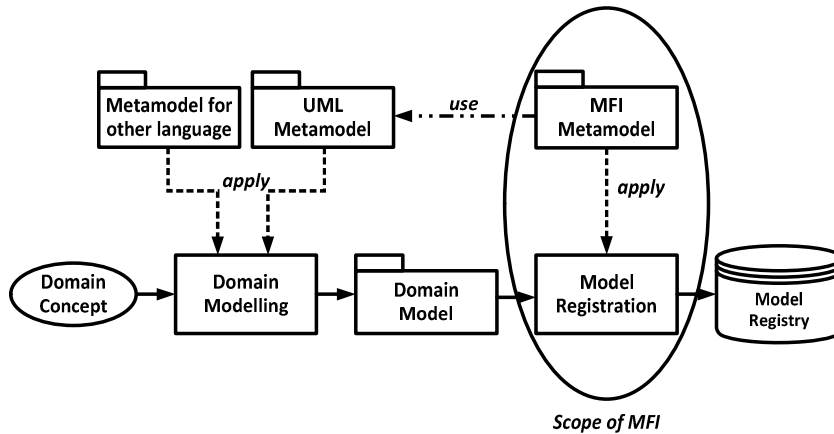 Metamodel for
other language
UML
Metamodel
use
MFI
Metamodel
apply
apply
Domain
Concept
Domain
Modelling
Domain
Model
Model
Registration
Model
Registry
Scope of MFI